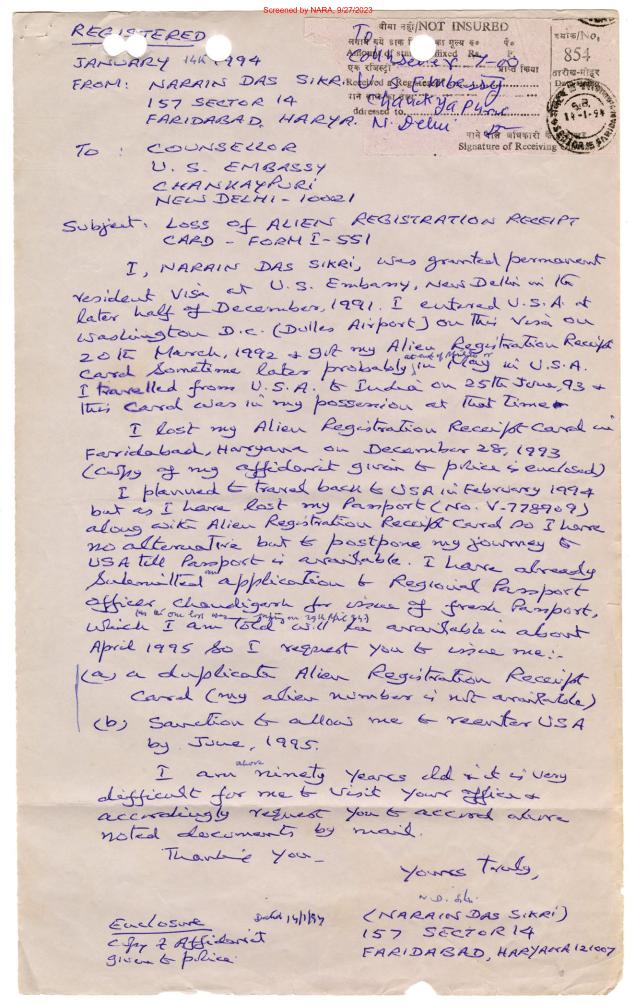 Screened by NARA, 9/27/2023
REGISTERED
JANUARY 14th 1994
FROM: NARAIN DAS SIKRI
157 SECTOR 14
FARIDABAD, HARYA.
बीमा नहीं/NOT INSURED
क्रमांक/No.
854
Rs. P.
Received a Registered
addressed to
To
Counsellor
U.S. Embassy
Chankya Puri
N. Delhi
Signature of Receiving
14-1-94
TO : COUNSELLOR
U.S. EMBASSY
CHANKAYPURI
NEW DELHI - 10021
Subject: LOSS OF ALIEN REGISTRATION RECEIPT
CARD - FORM I-551
I, NARAIN DAS SIKRI, was granted permanent
resident Visa at U.S. Embassy, New Delhi in the
later half of December, 1991. I entered U.S.A. at
Washington D.C. (Dulles Airport) on this Visa on
20th March, 1992 & got my Alien Registration Receipt
Card Sometime later probably in May in U.S.A.
I travelled from U.S.A. to India on 25th June, 93 &
this Card was in my possession at that time.
I lost my Alien Registration Receipt Card in
Faridabad, Haryana on December 28, 1993
(Copy of my affidavit given to police is enclosed)
I planned to travel back to USA in February 1994
but as I have lost my Passport (No. V-778909)
along with Alien Registration Receipt Card so I have
no alternative but to postpone my journey to
USA till Passport is available. I have already
submitted an application to Regional Passport
officer, Chandigarh for issue of fresh Passport,
which I am told will be available in about
April 1995 so I request you to issue me:-
(a) a duplicate Alien Registration Receipt
Card (my alien number is not available)
(b) Sanction to allow me to reenter USA
by June, 1995.
I am above ninety years old & it is very
difficult for me to visit your office &
accordingly request you to accord above
noted documents by mail.
Thanking You-
Yours truly,
N. D. Sikri
(NARAIN DAS SIKRI)
157 SECTOR 14
FARIDABAD, HARYANA 121007
Enclosure
Dated 14/1/94
Copy of Affidavit
given to police.